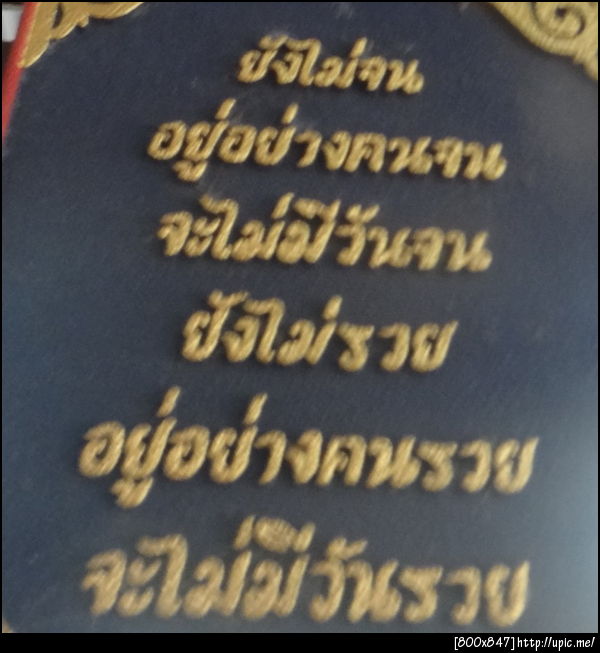 ยังไม่จน
อยู่อย่างคนจน
จะไม่มีวันจน
ยังไม่รวย
อยู่อย่างคนรวย
จะไม่มีวันรวย
[800x847]http://upic.me/